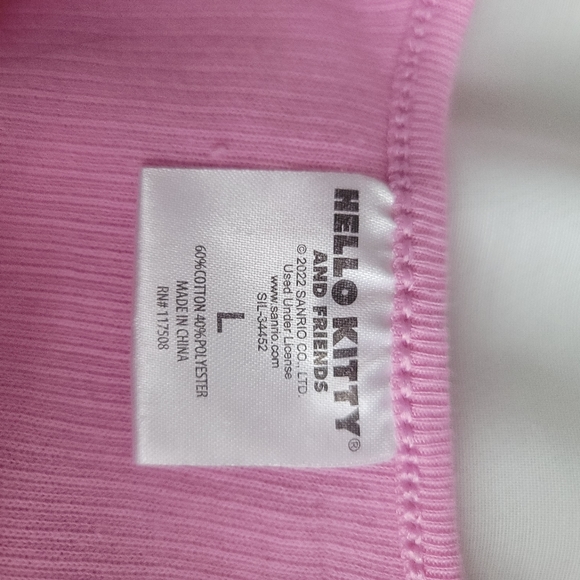 HELLO KITTY®
AND FRIENDS
© 2022 SANRIO CO., LTD.
Used Under License
www.sanrio.com
SIL-34452
L
60%COTTON 40%POLYESTER
MADE IN CHINA
RN# 117508